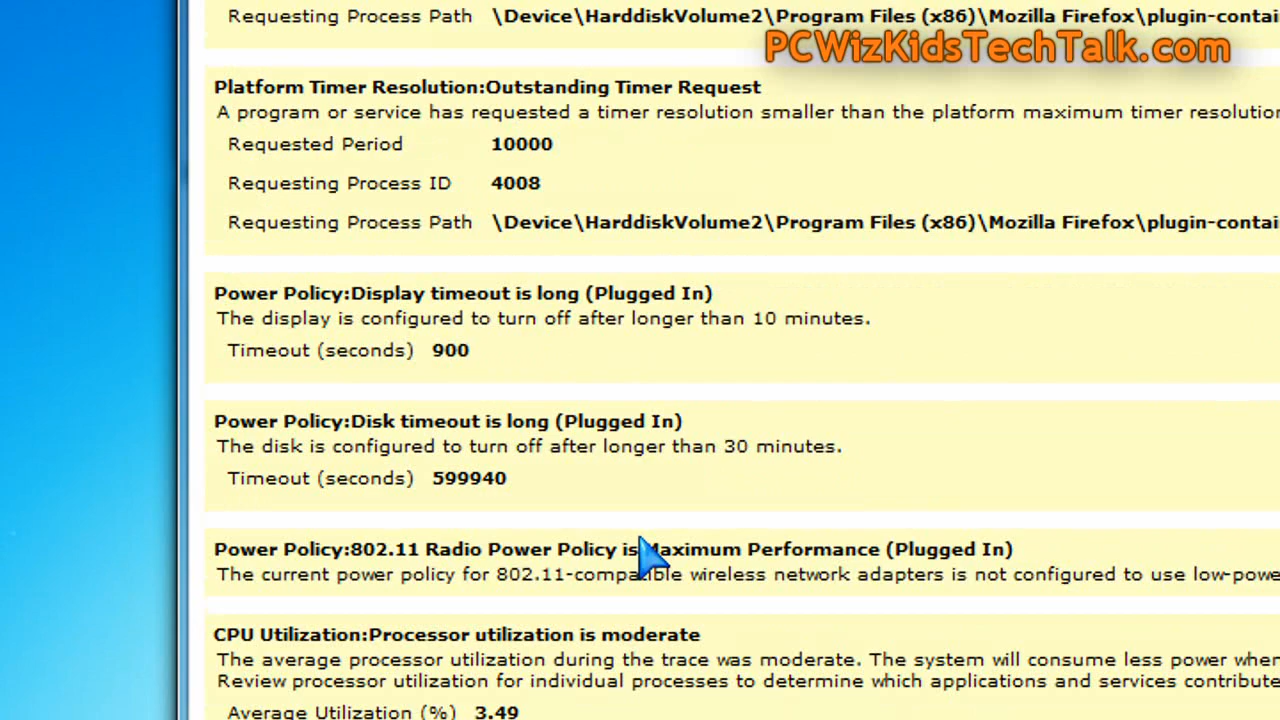 Requesting Process Path \Device\HarddiskVolume2\Program Files (x86)\Mozilla Firefox\plugin-contai
PCWizKidsTechTalk.com
Platform Timer Resolution:Outstanding Timer Request
A program or service has requested a timer resolution smaller than the platform maximum timer resolution
Requested Period 10000
Requesting Process ID 4008
Requesting Process Path \Device\HarddiskVolume2\Program Files (x86)\Mozilla Firefox\plugin-contai
Power Policy:Display timeout is long (Plugged In)
The display is configured to turn off after longer than 10 minutes.
Timeout (seconds) 900
Power Policy:Disk timeout is long (Plugged In)
The disk is configured to turn off after longer than 30 minutes.
Timeout (seconds) 599940
Power Policy:802.11 Radio Power Policy is Maximum Performance (Plugged In)
The current power policy for 802.11-compatible wireless network adapters is not configured to use low-powe
CPU Utilization:Processor utilization is moderate
The average processor utilization during the trace was moderate. The system will consume less power when
Review processor utilization for individual processes to determine which applications and services contribute
Average Utilization (%) 3.49